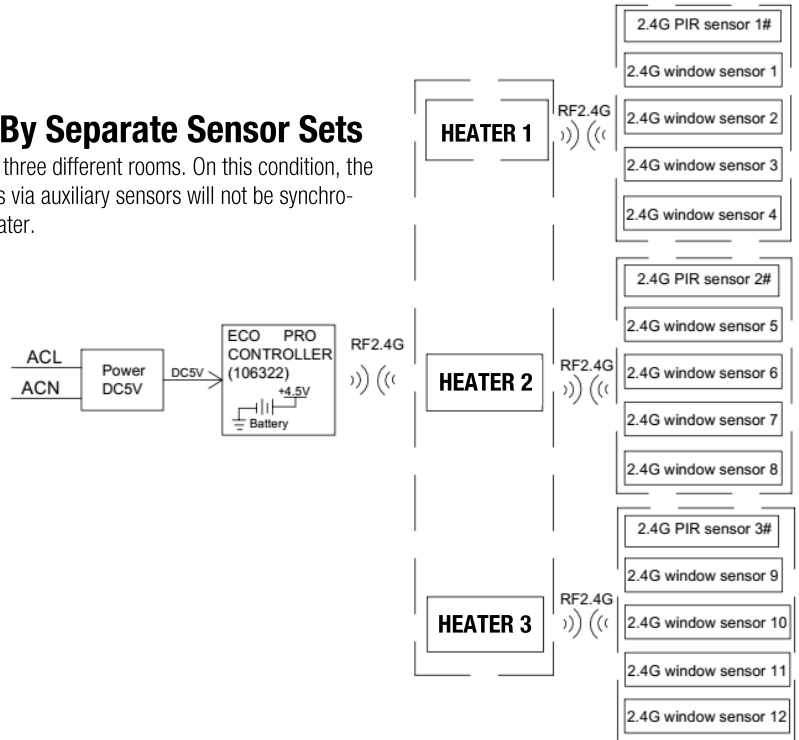 By Separate Sensor Sets
three different rooms. On this condition, the
s via auxiliary sensors will not be synchro-
ater.
ACL
ACN
Power
DC5V
DC5V
ECO PRO
CONTROLLER
(106322)
+4.5V
Battery
RF2.4G
HEATER 1
RF2.4G
2.4G PIR sensor 1#
2.4G window sensor 1
2.4G window sensor 2
2.4G window sensor 3
2.4G window sensor 4
HEATER 2
RF2.4G
2.4G PIR sensor 2#
2.4G window sensor 5
2.4G window sensor 6
2.4G window sensor 7
2.4G window sensor 8
HEATER 3
RF2.4G
2.4G PIR sensor 3#
2.4G window sensor 9
2.4G window sensor 10
2.4G window sensor 11
2.4G window sensor 12